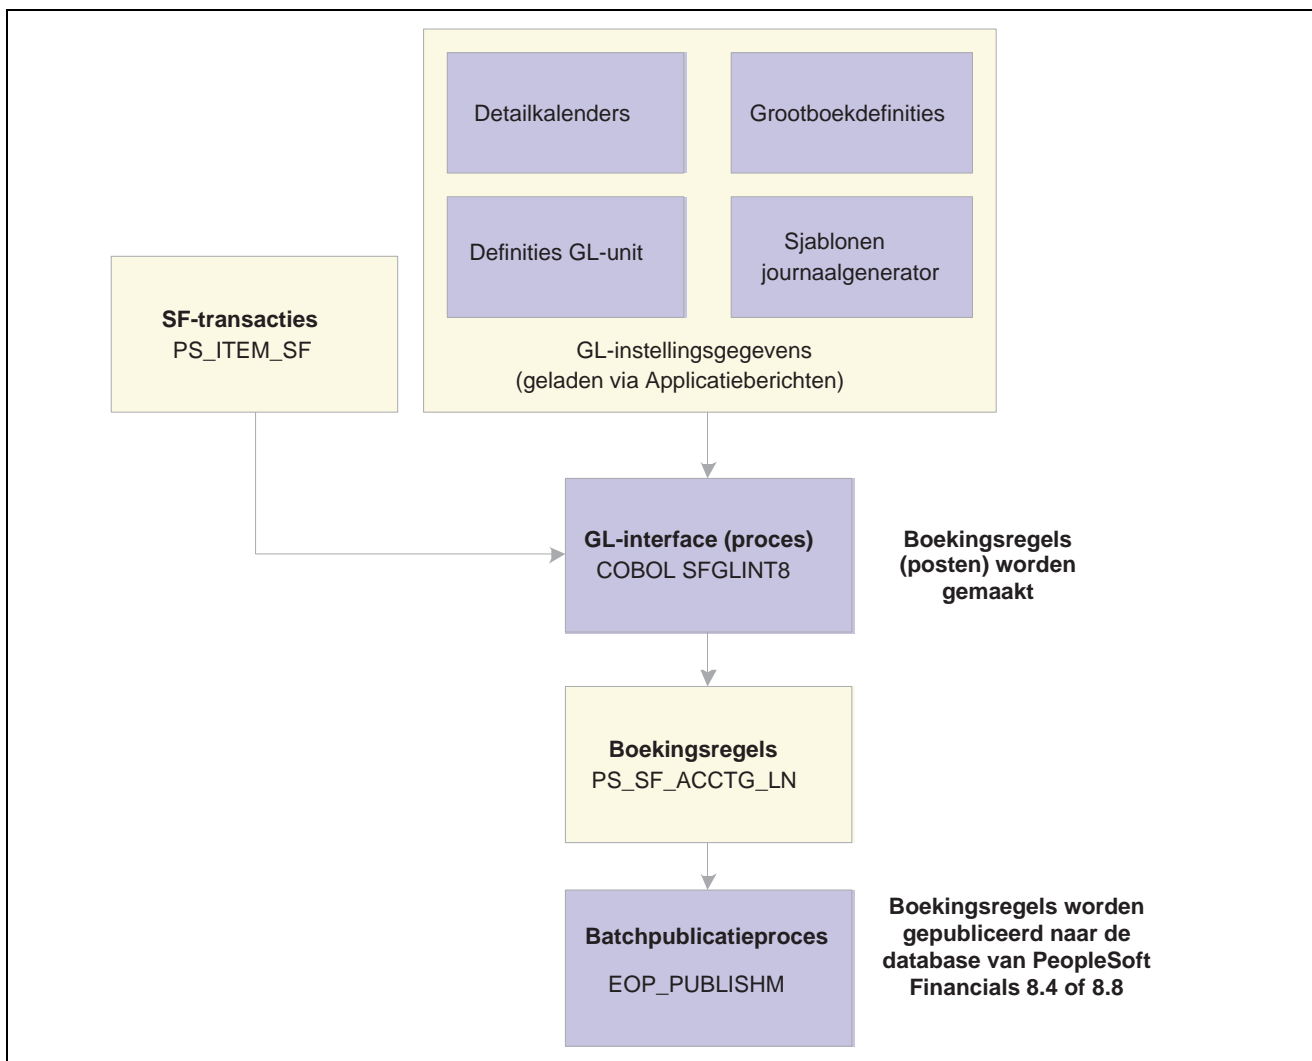 Detailkalenders
Grootboekdefinities
Definities GL-unit
Sjablonen
journaalgenerator
GL-instellingsgegevens
(geladen via Applicatieberichten)
SF-transacties
PS_ITEM_SF
GL-interface (proces)
COBOL SFGLINT8
Boekingsregels
(posten) worden
gemaakt
Boekingsregels
PS_SF_ACCTG_LN
Batchpublicatieproces
EOP_PUBLISHM
Boekingsregels worden
gepubliceerd naar de
database van PeopleSoft
Financials 8.4 of 8.8